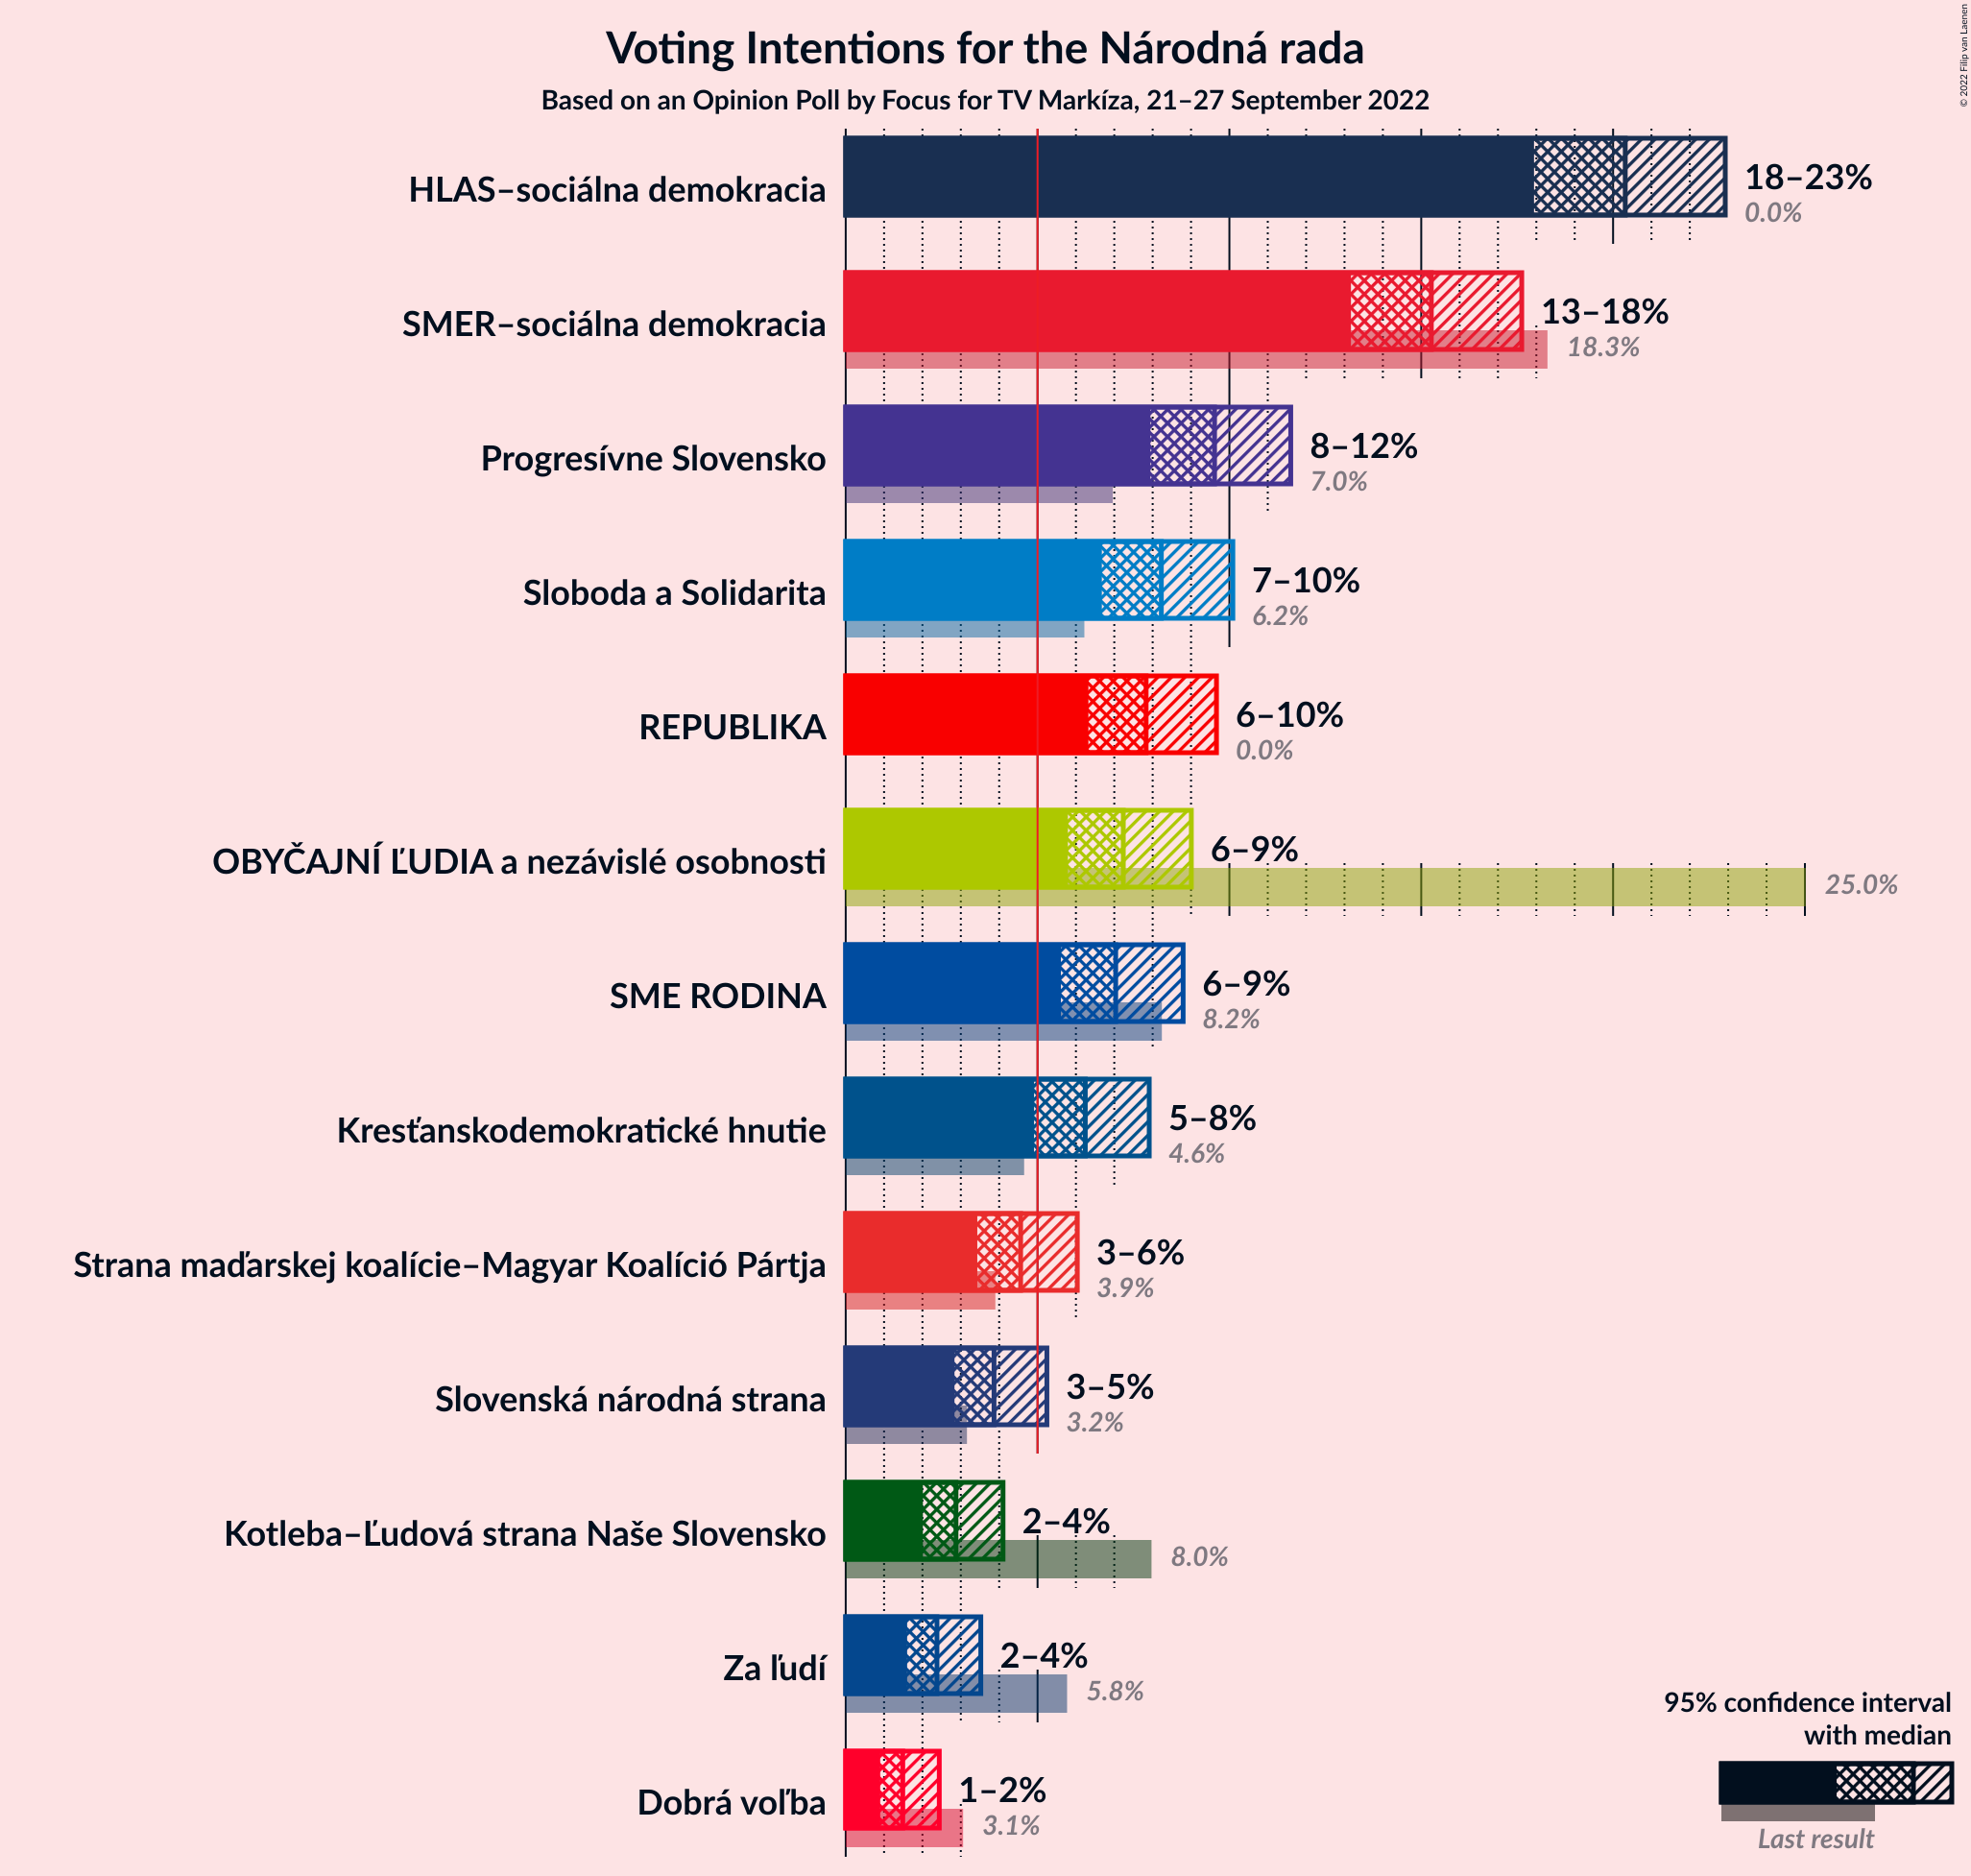 © 2022 Filip van Laenen
Voting Intentions for the Národná rada
Based on an Opinion Poll by Focus for TV Markíza, 21–27 September 2022
HLAS–sociálna demokracia
18–23%
0.0%
SMER–sociálna demokracia
13–18%
18.3%
Progresívne Slovensko
8–12%
7.0%
Sloboda a Solidarita
7–10%
6.2%
REPUBLIKA
6–10%
0.0%
OBYČAJNÍ ĽUDIA a nezávislé osobnosti
6–9%
25.0%
SME RODINA
6–9%
8.2%
Kresťanskodemokratické hnutie
5–8%
4.6%
Strana maďarskej koalície–Magyar Koalíció Pártja
3–6%
3.9%
Slovenská národná strana
3–5%
3.2%
Kotleba–Ľudová strana Naše Slovensko
2–4%
8.0%
Za ľudí
2–4%
5.8%
Dobrá voľba
1–2%
3.1%
95% confidence interval
with median
Last result